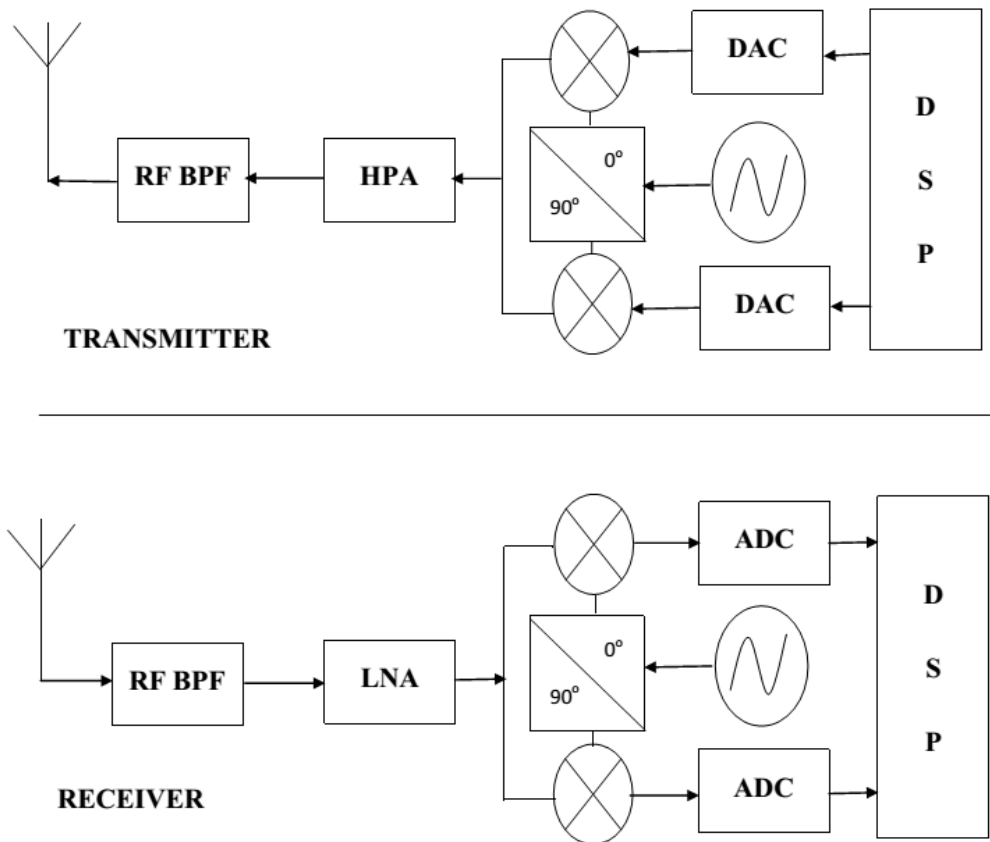 DAC
D
S
P
0°
90°
RF BPF
HPA
DAC
TRANSMITTER
ADC
D
S
P
0°
90°
RF BPF
LNA
ADC
RECEIVER